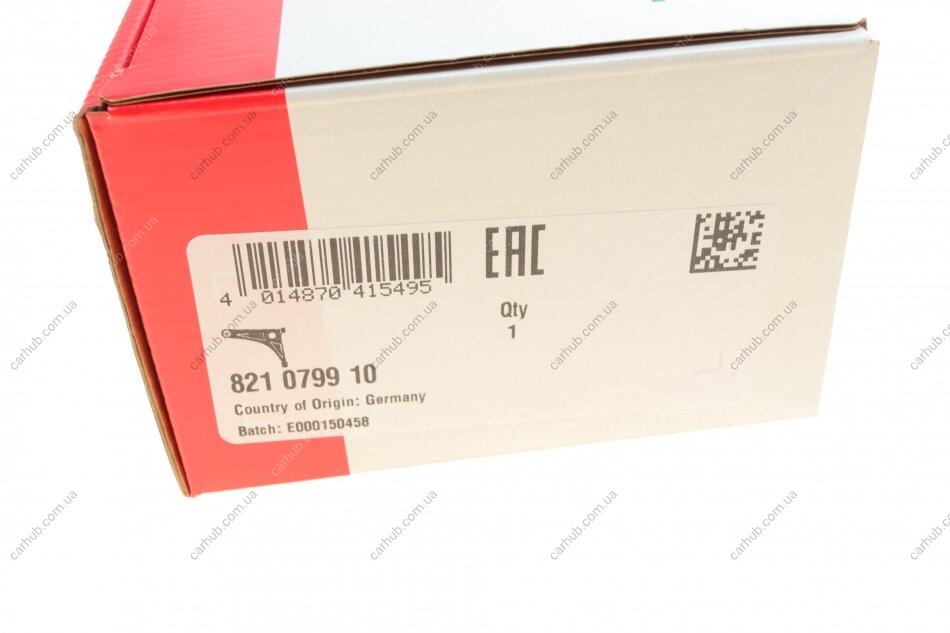 4 014870 415495
EAC
Qty
1
821 0799 10
Country of Origin: Germany
Batch: E000150458
carhub.com.ua